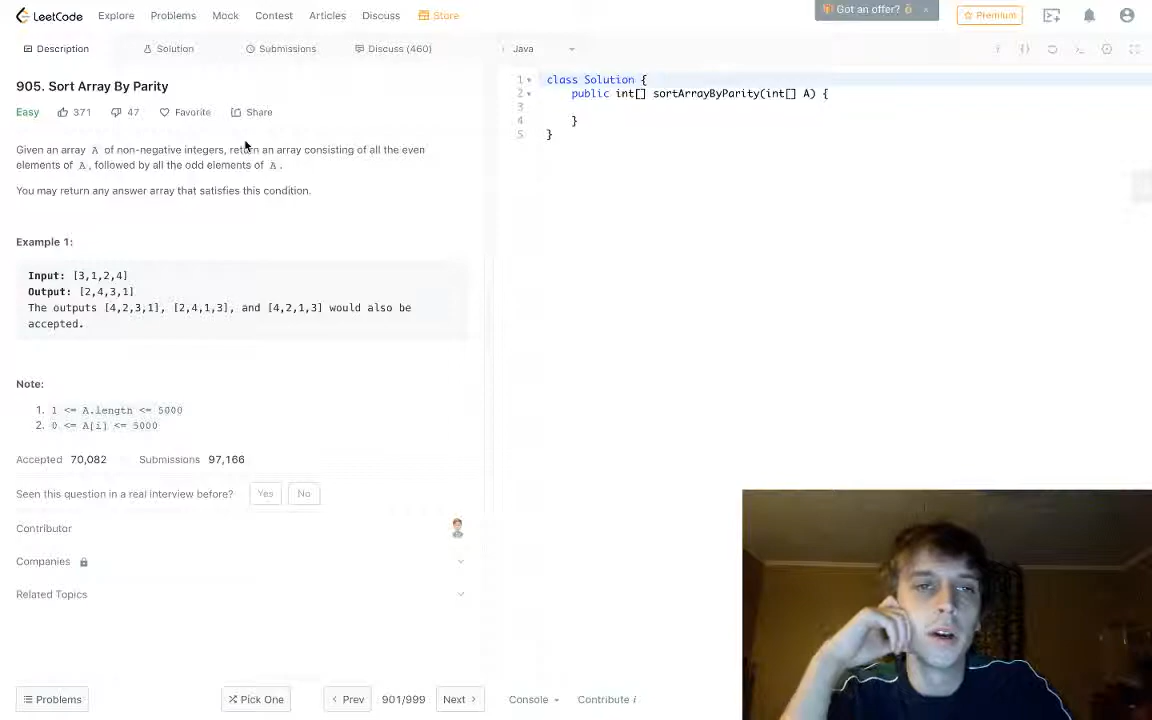 LeetCode Explore Problems Mock Contest Articles Discuss Store Got an offer? × Premium
Description Solution Submissions Discuss (460) Java
905. Sort Array By Parity
Easy 371 47 Favorite Share
Given an array A of non-negative integers, return an array consisting of all the even
elements of A, followed by all the odd elements of A.
You may return any answer array that satisfies this condition.
Example 1:
Input: [3,1,2,4]
Output: [2,4,3,1]
The outputs [4,2,3,1], [2,4,1,3], and [4,2,1,3] would also be
accepted.
Note:
1. 1 <= A.length <= 5000
2. 0 <= A[i] <= 5000
Accepted 70,082 Submissions 97,166
Seen this question in a real interview before? Yes No
Contributor
Companies
Related Topics
Problems Pick One < Prev 901/999 Next >
1 class Solution {
2 public int[] sortArrayByParity(int[] A) {
3
4 }
5 }
Console Contribute i